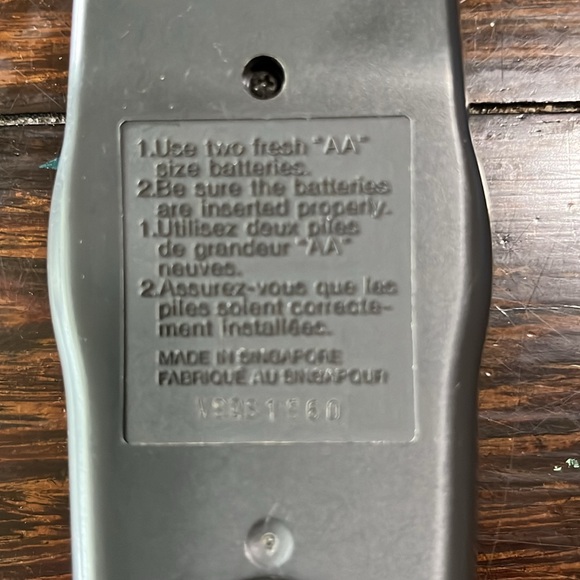 1.Use two fresh "AA"
size batteries.
2.Be sure the batteries
are inserted properly.
1.Utilisez deux piles
de grandeur "AA"
neuves.
2.Assurez-vous que les
piles soient correcte-
ment installées.
MADE IN SINGAPORE
FABRIQUÉ AU SINGAPOUR